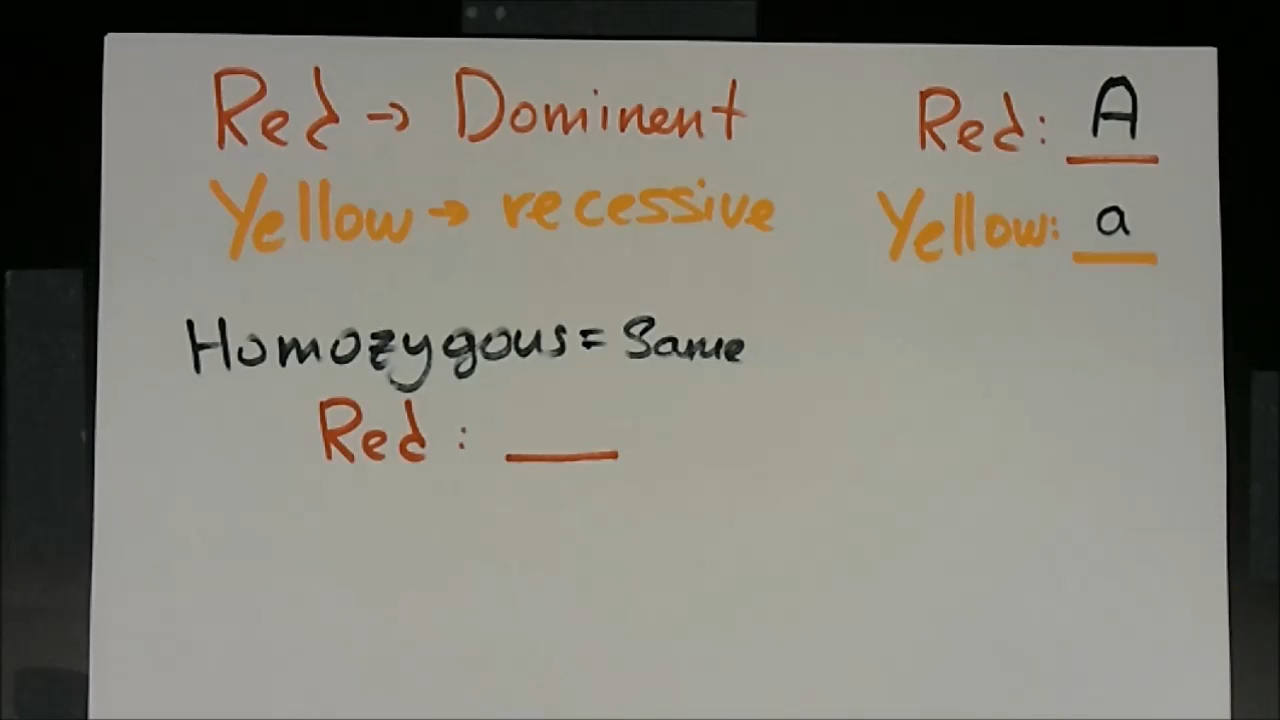 Red → Dominent
Red: A
Yellow → recessive
Yellow: a
Homozygous = Same
Red : ___